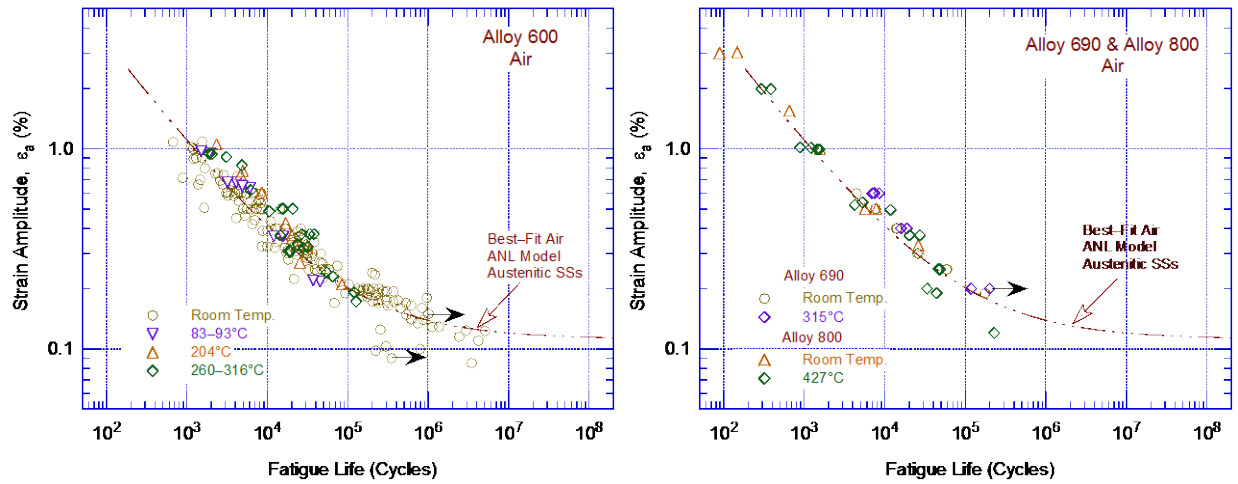 Alloy 600
Air
Strain Amplitude, εa (%)
1.0
0.1
Best–Fit Air
ANL Model
Austenitic SSs
Room Temp.
83–93°C
204°C
260–316°C
10² 10³ 10⁴ 10⁵ 10⁶ 10⁷ 10⁸
Fatigue Life (Cycles)
Alloy 690 & Alloy 800
Air
Strain Amplitude, εa (%)
1.0
0.1
Best–Fit Air
ANL Model
Austenitic SSs
Alloy 690
Room Temp.
315°C
Alloy 800
Room Temp.
427°C
10² 10³ 10⁴ 10⁵ 10⁶ 10⁷ 10⁸
Fatigue Life (Cycles)